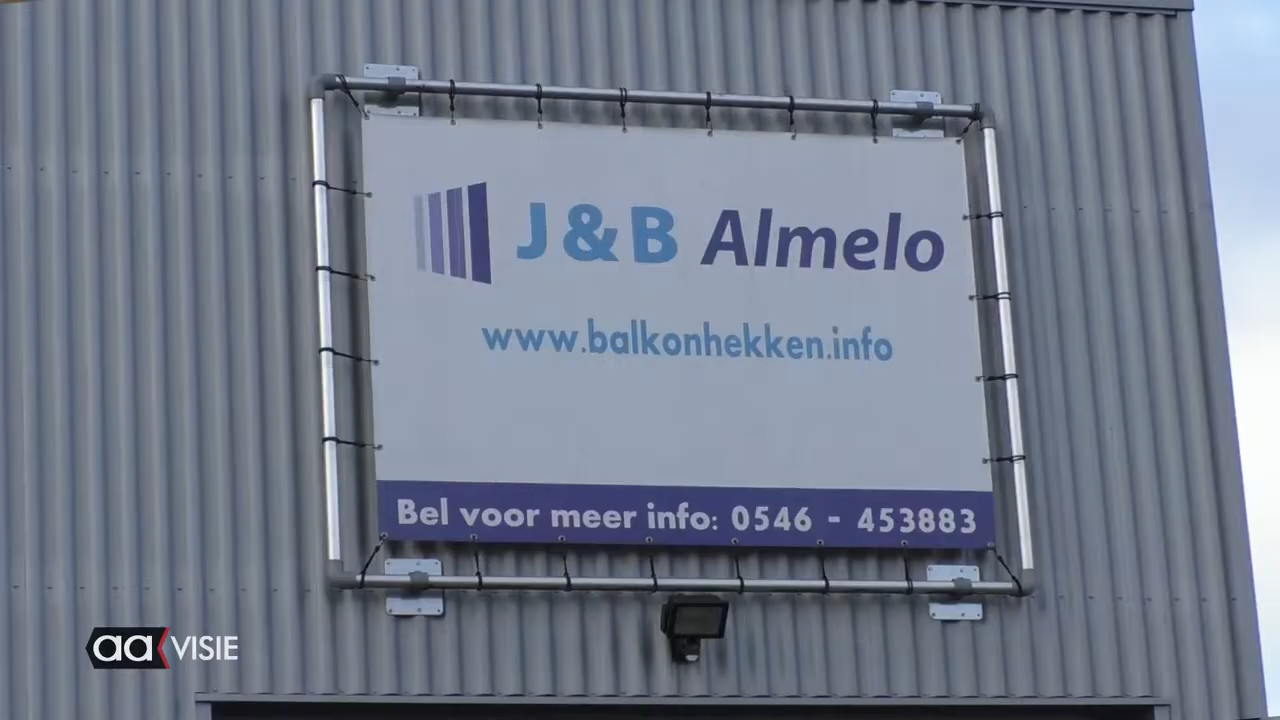 J & B Almelo
www.balkonhekken.info
Bel voor meer info: 0546 - 453883
aa VISIE